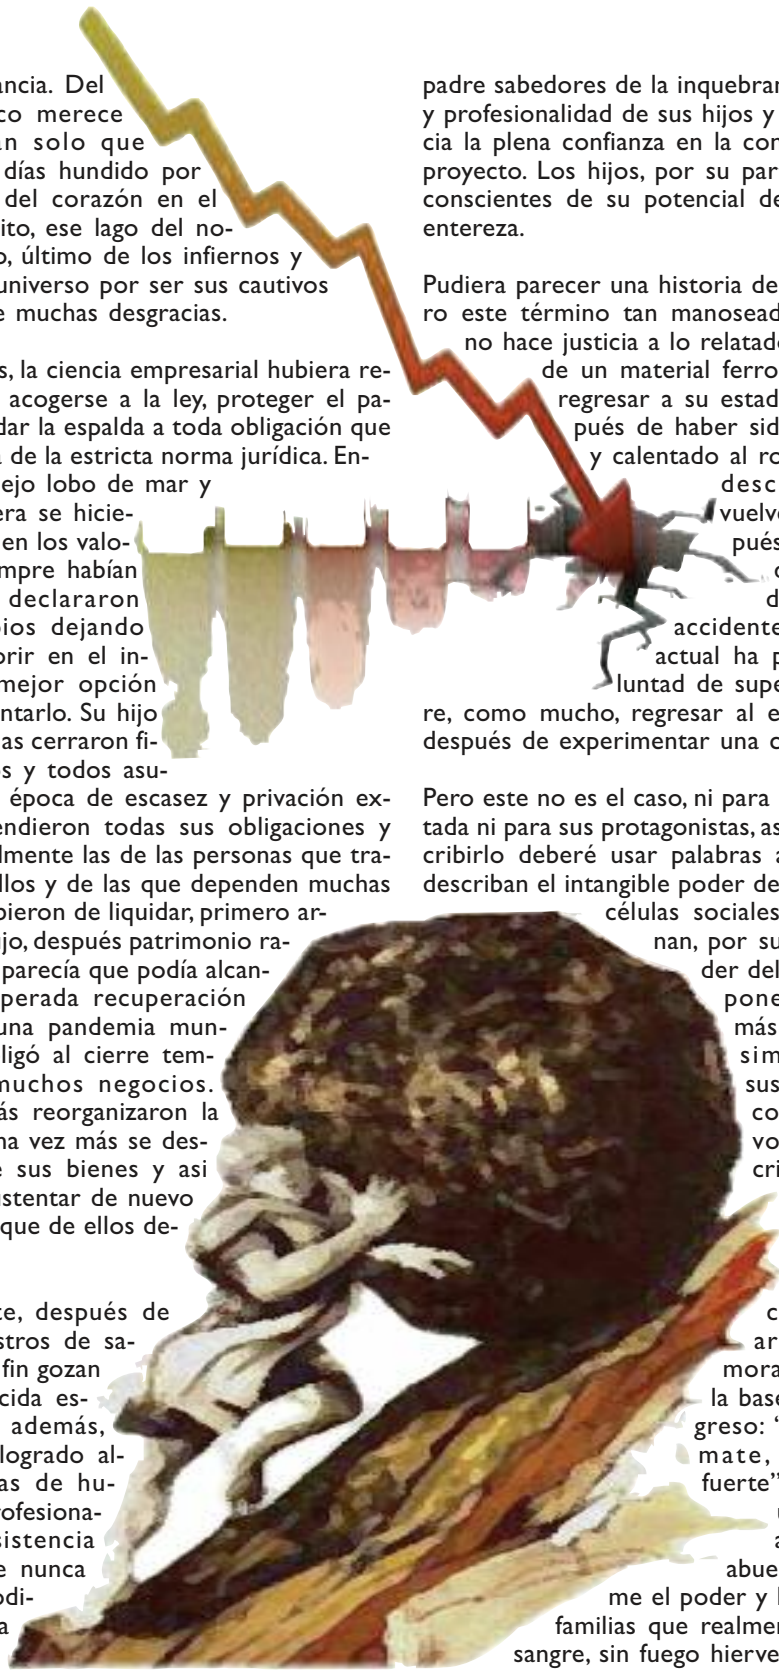 ancia. Del
co merece
an solo que
días hundido por
del corazón en el
ito, ese lago del no-
o, último de los infiernos y
universo por ser sus cautivos
e muchas desgracias.
s, la ciencia empresarial hubiera re-
acogerse a la ley, proteger el pa-
dar la espalda a toda obligación que
a de la estricta norma jurídica. En-
ejo lobo de mar y
era se hicie-
en los valo-
mpre habían
declararon
pios dejando
orir en el in-
mejor opción
ntarlo. Su hijo
as cerraron fi-
os y todos asu-
época de escasez y privación ex-
endieron todas sus obligaciones y
lmente las de las personas que tra-
llos y de las que dependen muchas
bieron de liquidar, primero ar-
ijo, después patrimonio ra-
parecía que podía alcan-
perada recuperación
una pandemia mun-
ligó al cierre tem-
muchos negocios.
ás reorganizaron la
na vez más se des-
e sus bienes y asi
ustentar de nuevo
que de ellos de-
te, después de
stros de sa-
fin gozan
cida es-
además,
logrado al-
as de hu-
rofesiona-
sistencia
e nunca
odi-
a
padre sabedores de la inquebran
y profesionalidad de sus hijos y
cia la plena confianza en la con
proyecto. Los hijos, por su par
conscientes de su potencial de
entereza.
Pudiera parecer una historia de
ro este término tan manosead
no hace justicia a lo relatado
de un material ferro
regresar a su estad
pués de haber sid
y calentado al ro
desc
vuelve
pués
d
accidente
actual ha p
luntad de supe
re, como mucho, regresar al e
después de experimentar una d
Pero este no es el caso, ni para
tada ni para sus protagonistas, as
cribirlo deberé usar palabras a
describan el intangible poder de
células sociales
nan, por su
der del
pone
más
sim
sus
co
vo
cri
c
ar
mora
la base
greso: “
mate,
fuerte”
a
abue
me el poder y l
familias que realmen
sangre, sin fuego hierve